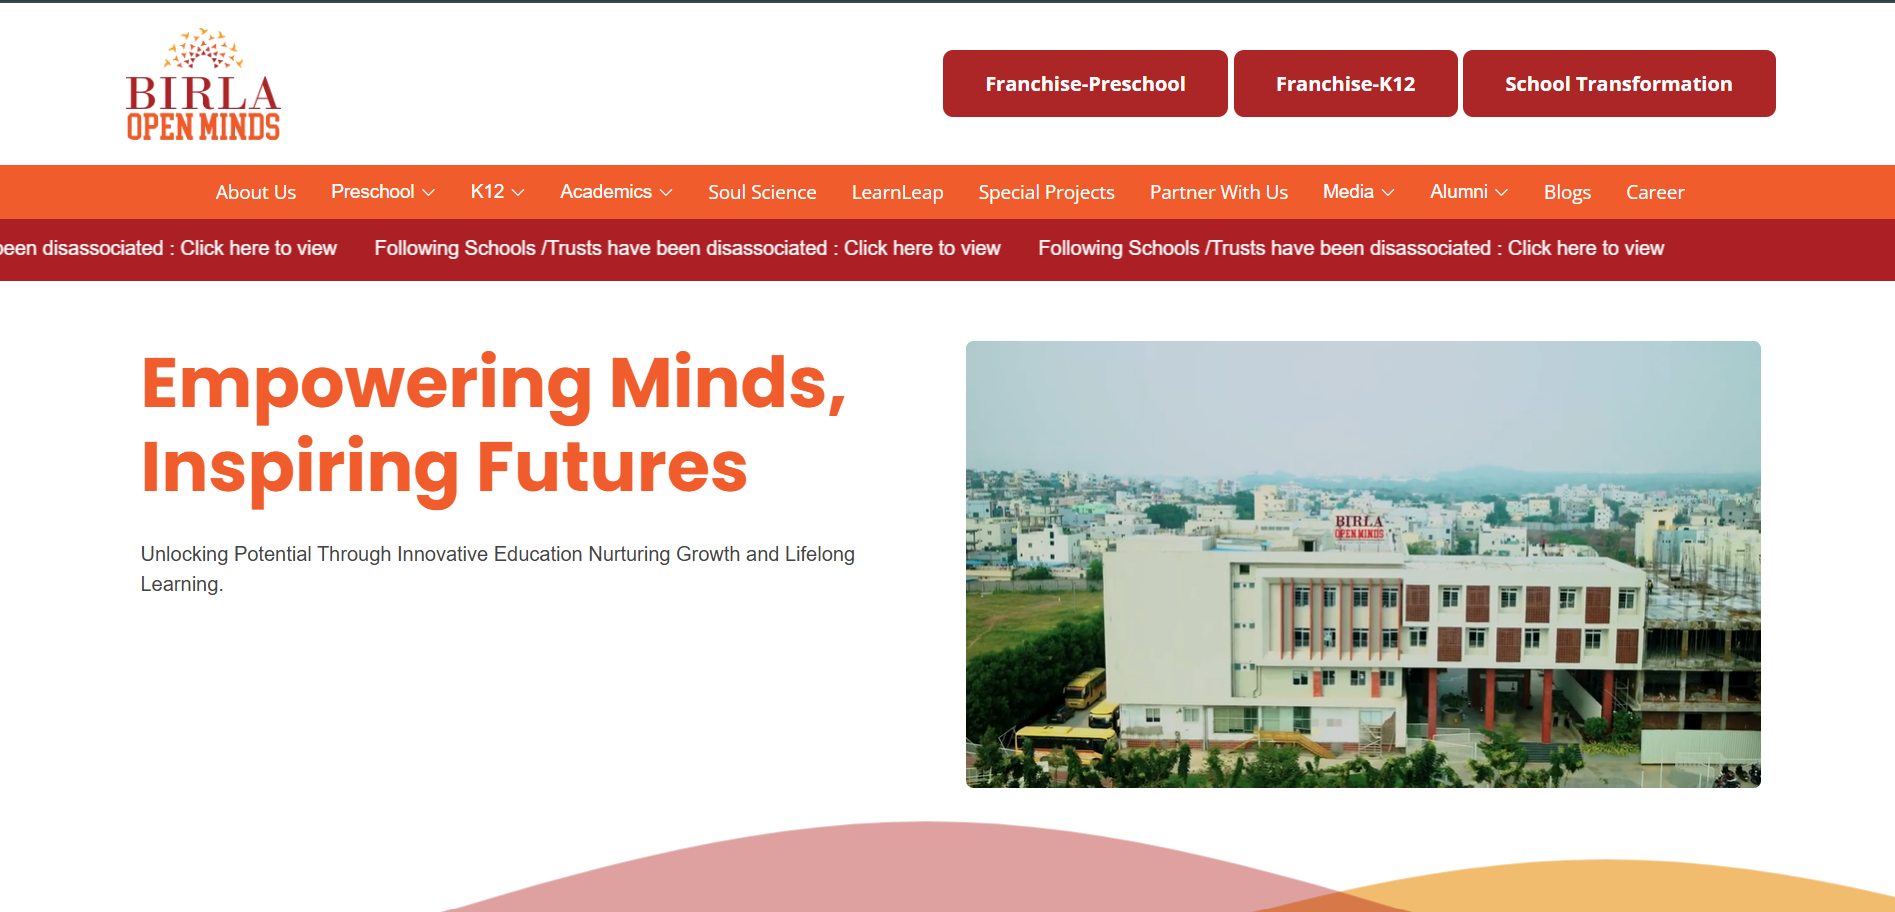 BIRLA
OPEN MINDS
Franchise-Preschool
Franchise-K12
School Transformation
About Us
Preschool
K12
Academics
Soul Science
LearnLeap
Special Projects
Partner With Us
Media
Alumni
Blogs
Career
been disassociated : Click here to view
Following Schools /Trusts have been disassociated : Click here to view
Following Schools /Trusts have been disassociated : Click here to view
Empowering Minds,
Inspiring Futures
Unlocking Potential Through Innovative Education Nurturing Growth and Lifelong
Learning.
BIRLA
OPEN MINDS